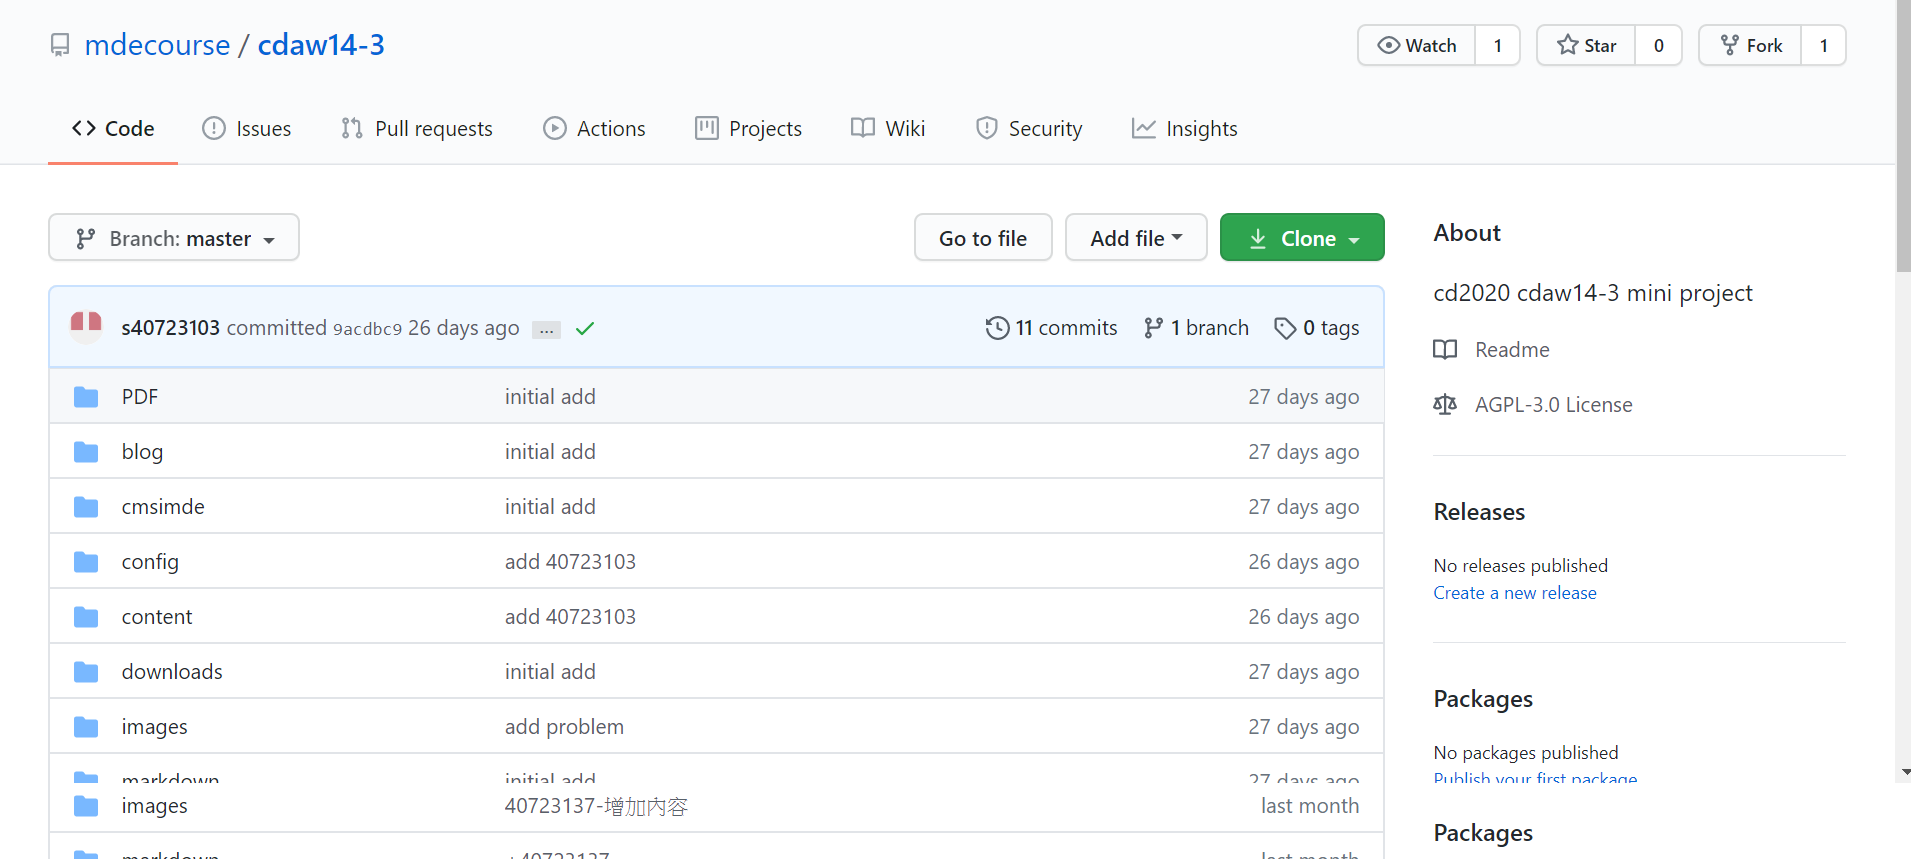 mdecourse / cdaw14-3
Watch 1 Star 0 Fork 1
Code Issues Pull requests Actions Projects Wiki Security Insights
Branch: master Go to file Add file Clone
s40723103 committed 9acdbc9 26 days ago ... 11 commits 1 branch 0 tags
PDF initial add 27 days ago
blog initial add 27 days ago
cmsimde initial add 27 days ago
config add 40723103 26 days ago
content add 40723103 26 days ago
downloads initial add 27 days ago
images add problem 27 days ago
markdown initial add 27 days ago
images 40723137-增加內容 last month
markdown +40723137 last month
About
cd2020 cdaw14-3 mini project
Readme
AGPL-3.0 License
Releases
No releases published
Create a new release
Packages
No packages published
Publish your first package
Packages